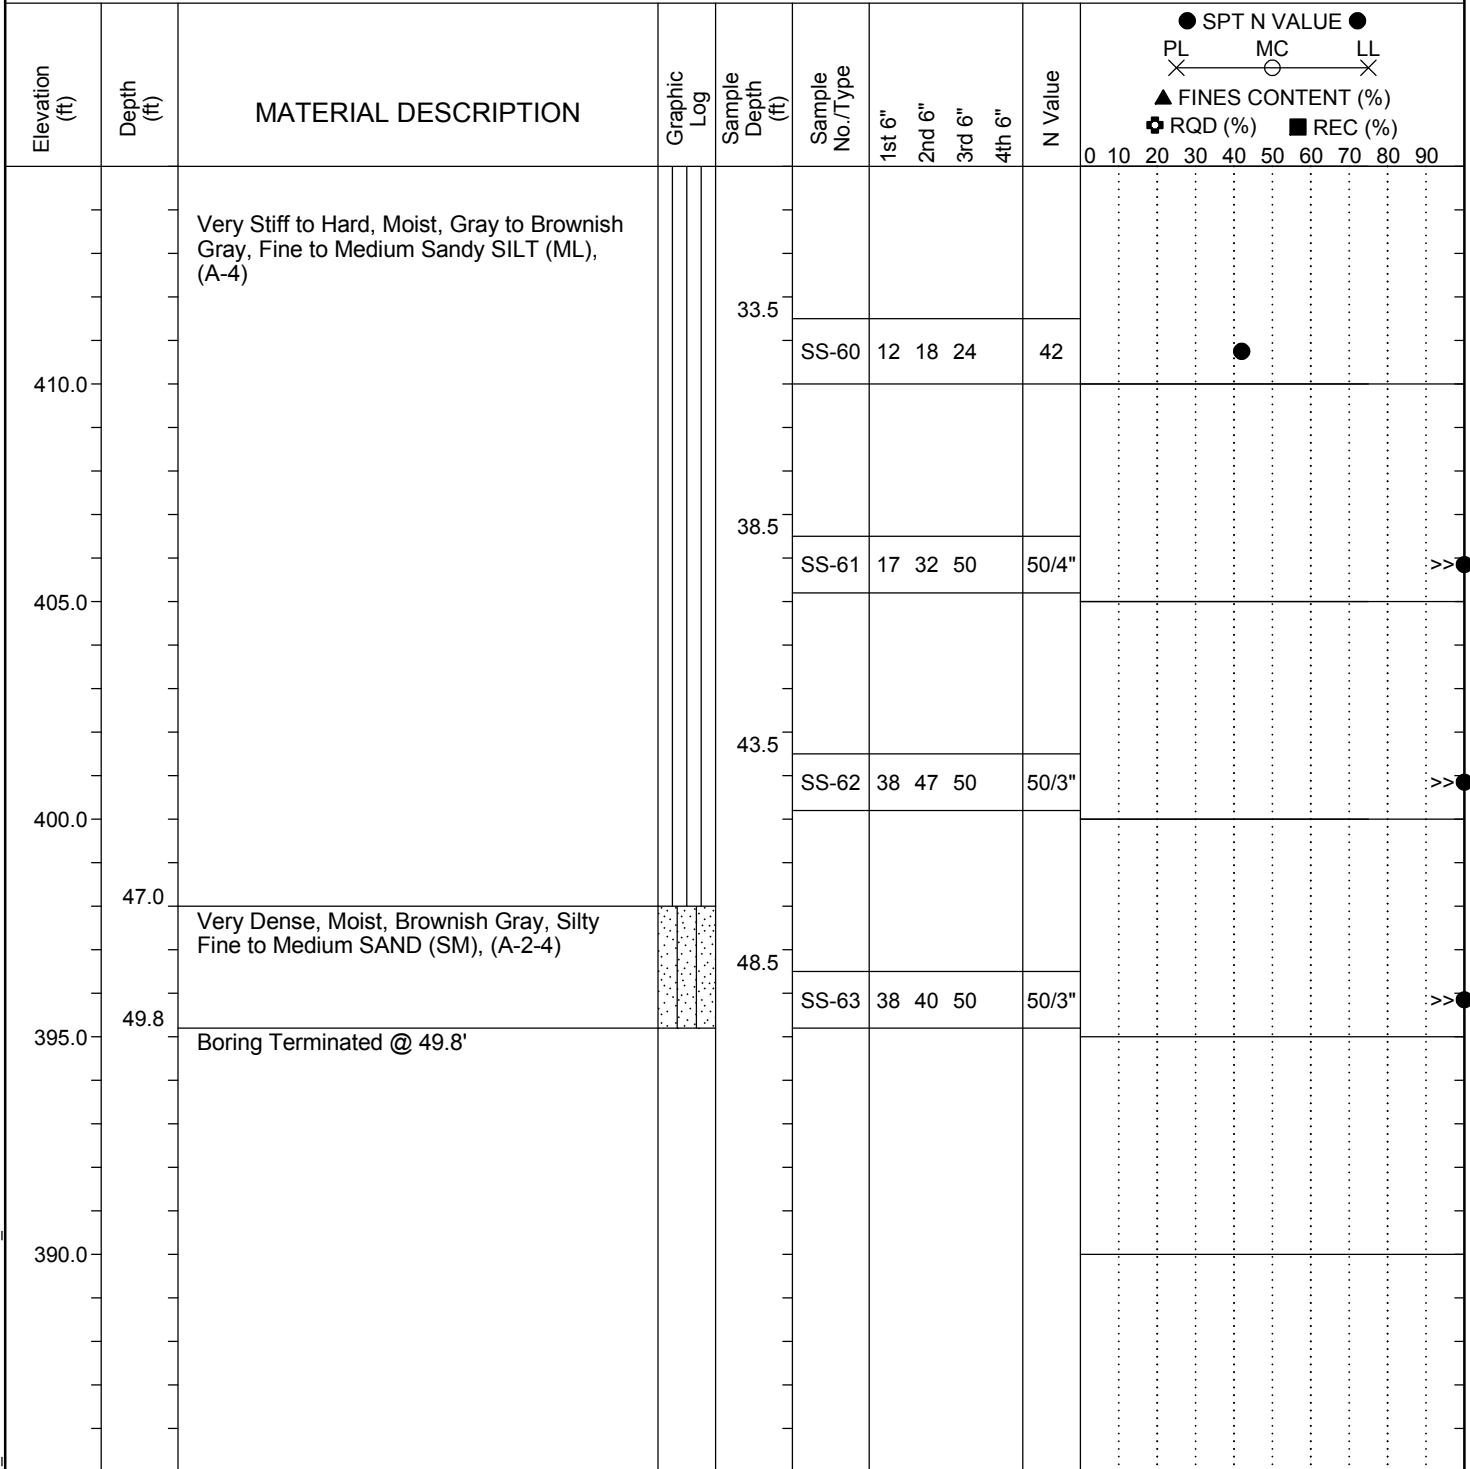 Elevation
(ft)
Depth
(ft)
MATERIAL DESCRIPTION
Graphic
Log
Sample
Depth
(ft)
Sample
No./Type
1st 6"
2nd 6"
3rd 6"
4th 6"
N Value
● SPT N VALUE ●
PL MC LL
▲ FINES CONTENT (%)
RQD (%) ■ REC (%)
0 10 20 30 40 50 60 70 80 90
Very Stiff to Hard, Moist, Gray to Brownish
Gray, Fine to Medium Sandy SILT (ML),
(A-4)
33.5
SS-60 12 18 24 42
410.0
38.5
SS-61 17 32 50 50/4" >>
405.0
43.5
SS-62 38 47 50 50/3" >>
400.0
47.0
Very Dense, Moist, Brownish Gray, Silty
Fine to Medium SAND (SM), (A-2-4)
48.5
SS-63 38 40 50 50/3" >>
49.8
395.0
Boring Terminated @ 49.8'
390.0